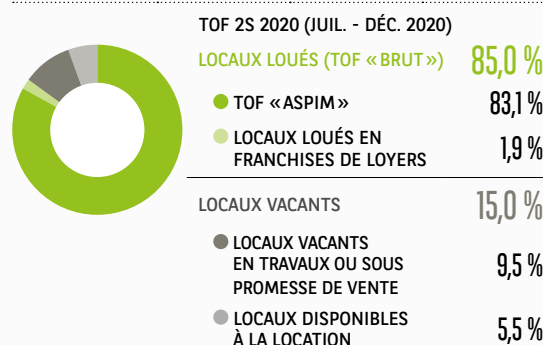 TOF 2S 2020 (JUIL. - DÉC. 2020)
LOCAUX LOUÉS (TOF « BRUT ») 85,0 %
TOF « ASPIM » 83,1 %
LOCAUX LOUÉS EN
FRANCHISES DE LOYERS 1,9 %
LOCAUX VACANTS 15,0 %
LOCAUX VACANTS
EN TRAVAUX OU SOUS
PROMESSE DE VENTE 9,5 %
LOCAUX DISPONIBLES
À LA LOCATION 5,5 %